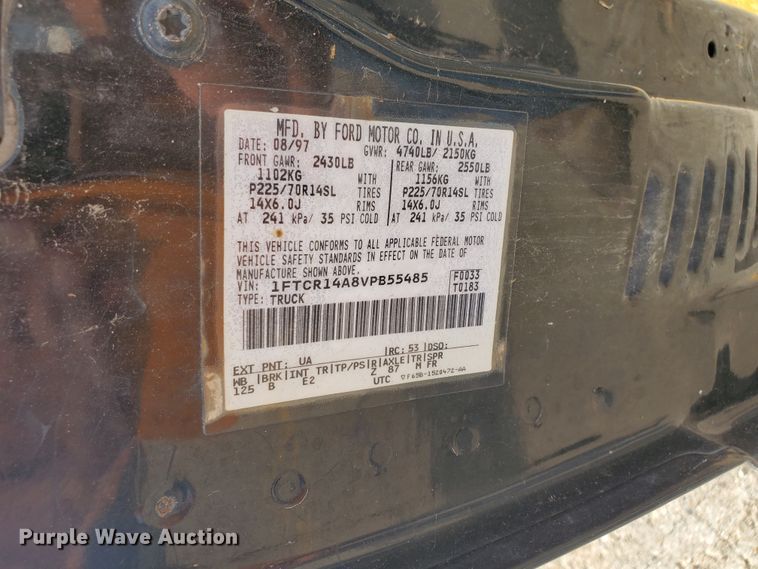 MFD. BY FORD MOTOR CO. IN U.S.A.
DATE: 08/97 GVWR: 4740LB/ 2150KG
FRONT GAWR: 2430LB REAR GAWR: 2550LB
1102KG WITH 1156KG WITH
P225/70R14SL TIRES P225/70R14SL TIRES
14X6.0J RIMS 14X6.0J RIMS
AT 241 kPa/ 35 PSI COLD AT 241 kPa/ 35 PSI COLD
THIS VEHICLE CONFORMS TO ALL APPLICABLE FEDERAL MOTOR
VEHICLE SAFETY STANDARDS IN EFFECT ON THE DATE OF
MANUFACTURE SHOWN ABOVE.
VIN: 1FTCR14A8VPB55485 F0033
TYPE: TRUCK T0183
EXT PNT: UA RC: 53 DSO:
WB BRK INT TR TP/PS R AXLE TR SPR
125 B E2 Z 87 M FR
UTC ▽F65B-1520472-AA
Purple Wave Auction